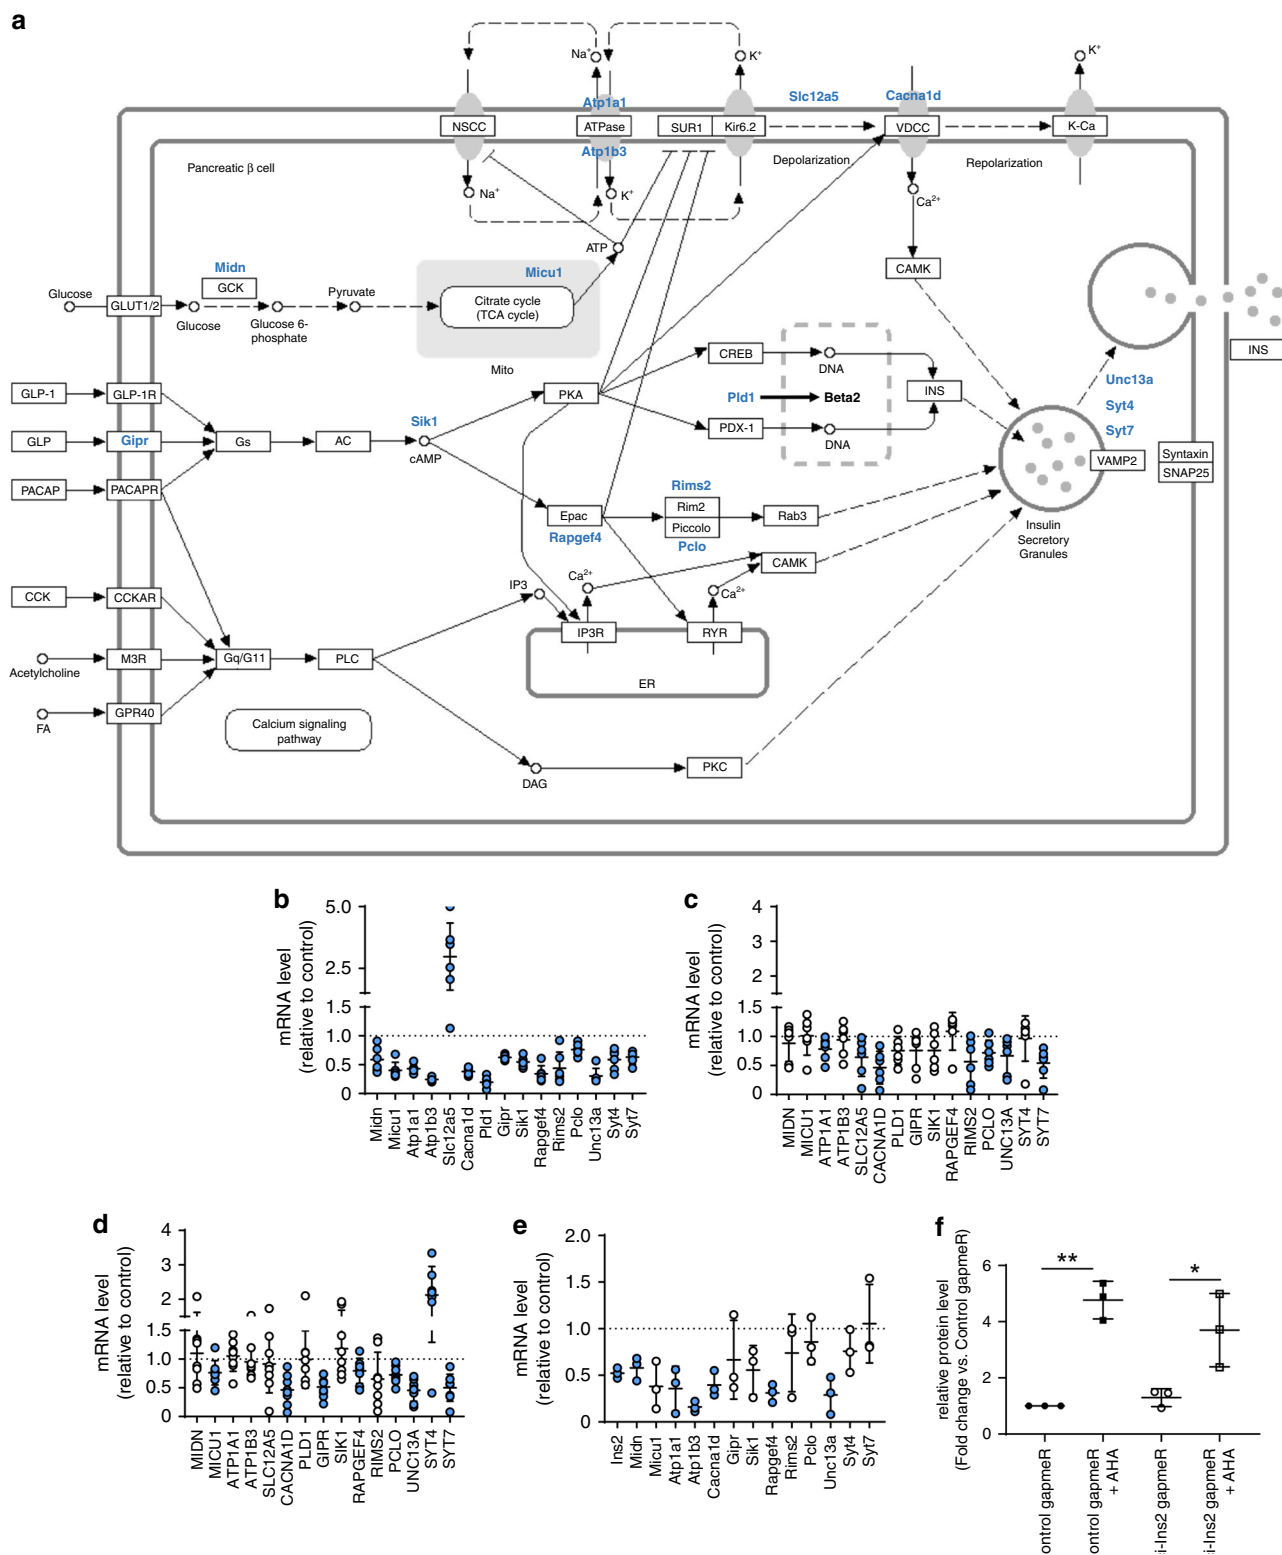 a
Na+
K+
K+
Atp1a1
Slc12a5
Cacna1d
NSCC
ATPase
SUR1
Kir6.2
VDCC
K-Ca
Atp1b3
Pancreatic β cell
Depolarization
Repolarization
Na+
K+
Ca2+
ATP
Midn
GCK
Micu1
CAMK
Glucose
GLUT1/2
Glucose
Glucose 6-
phosphate
Pyruvate
Citrate cycle
(TCA cycle)
Mito
INS
CREB
DNA
GLP-1
GLP-1R
PKA
Pld1
Beta2
INS
Unc13a
Syt4
Syt7
Sik1
PDX-1
DNA
GLP
Gipr
Gs
AC
cAMP
VAMP2
Syntaxin
SNAP25
PACAP
PACAPR
Rims2
Rim2
Piccolo
Pclo
Epac
Rapgef4
Rab3
Insulin
Secretory
Granules
CAMK
CCK
CCKAR
IP3
Ca2+
Ca2+
IP3R
RYR
Acetylcholine
M3R
Gq/G11
PLC
ER
FA
GPR40
Calcium signaling
pathway
DAG
PKC
b
mRNA level
(relative to control)
5.0
2.5
1.5
1.0
0.5
0
Midn
Micu1
Atp1a1
Atp1b3
Slc12a5
Cacna1d
Pld1
Gipr
Sik1
Rapgef4
Rims2
Pclo
Unc13a
Syt4
Syt7
c
mRNA level
(relative to control)
4
3
2
1.5
1.0
0.5
0
MIDN
MICU1
ATP1A1
ATP1B3
SLC12A5
CACNA1D
PLD1
GIPR
SIK1
RAPGEF4
RIMS2
PCLO
UNC13A
SYT4
SYT7
d
mRNA level
(relative to control)
4
3
2
1.5
1.0
0.5
0
MIDN
MICU1
ATP1A1
ATP1B3
SLC12A5
CACNA1D
PLD1
GIPR
SIK1
RAPGEF4
RIMS2
PCLO
UNC13A
SYT4
SYT7
e
mRNA level
(relative to control)
2.0
1.5
1.0
0.5
0
Ins2
Midn
Micu1
Atp1a1
Atp1b3
Cacna1d
Gipr
Sik1
Rapgef4
Rims2
Pclo
Unc13a
Syt4
Syt7
f
relative protein level
(Fold change vs. Control gapmeR)
6
4
2
0
**
*
ontrol gapmeR
ontrol gapmeR
+ AHA
i-Ins2 gapmeR
i-Ins2 gapmeR
+ AHA